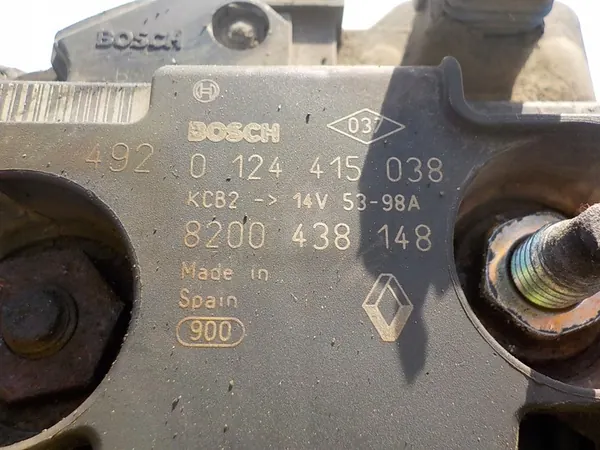 BOSCH
BOSCH
037
492 0 124 415 038
KCB2 -> 14V 53-98A
8200 438 148
Made in
Spain
900